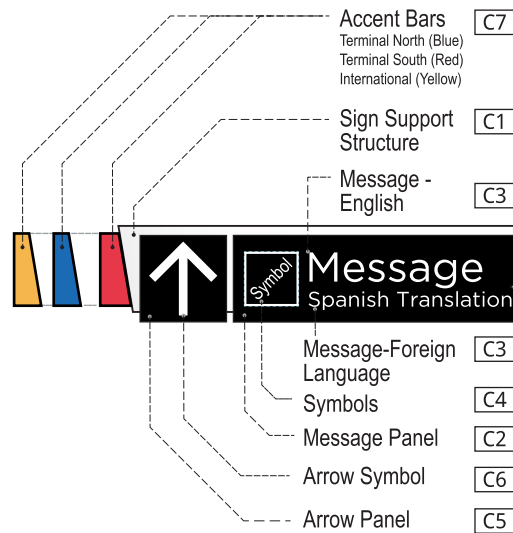 Accent Bars C7
Terminal North (Blue)
Terminal South (Red)
International (Yellow)
Sign Support C1
Structure
Message - C3
English
Symbol
Message
Spanish Translation
Message-Foreign C3
Language
Symbols C4
Message Panel C2
Arrow Symbol C6
Arrow Panel C5